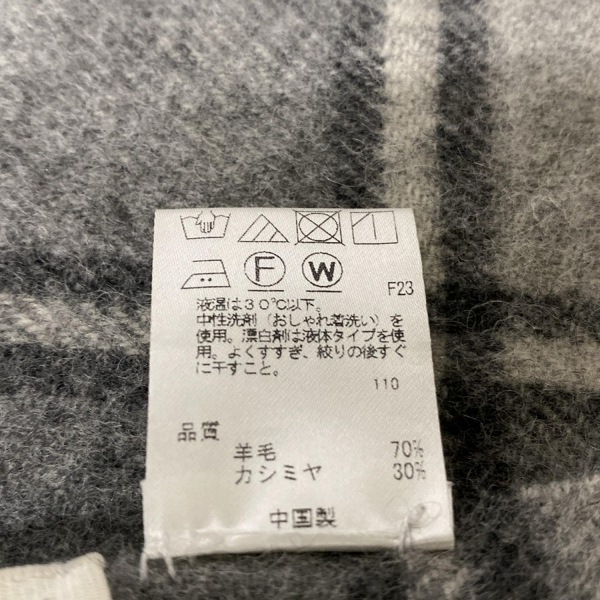 F W F23
液温は30℃以下。
中性洗剤（おしゃれ着洗い）を
使用。漂白剤は液体タイプを使
用。よくすすぎ、絞りの後すぐ
に干すこと。
110
品質
羊毛 70%
カシミヤ 30%
中国製